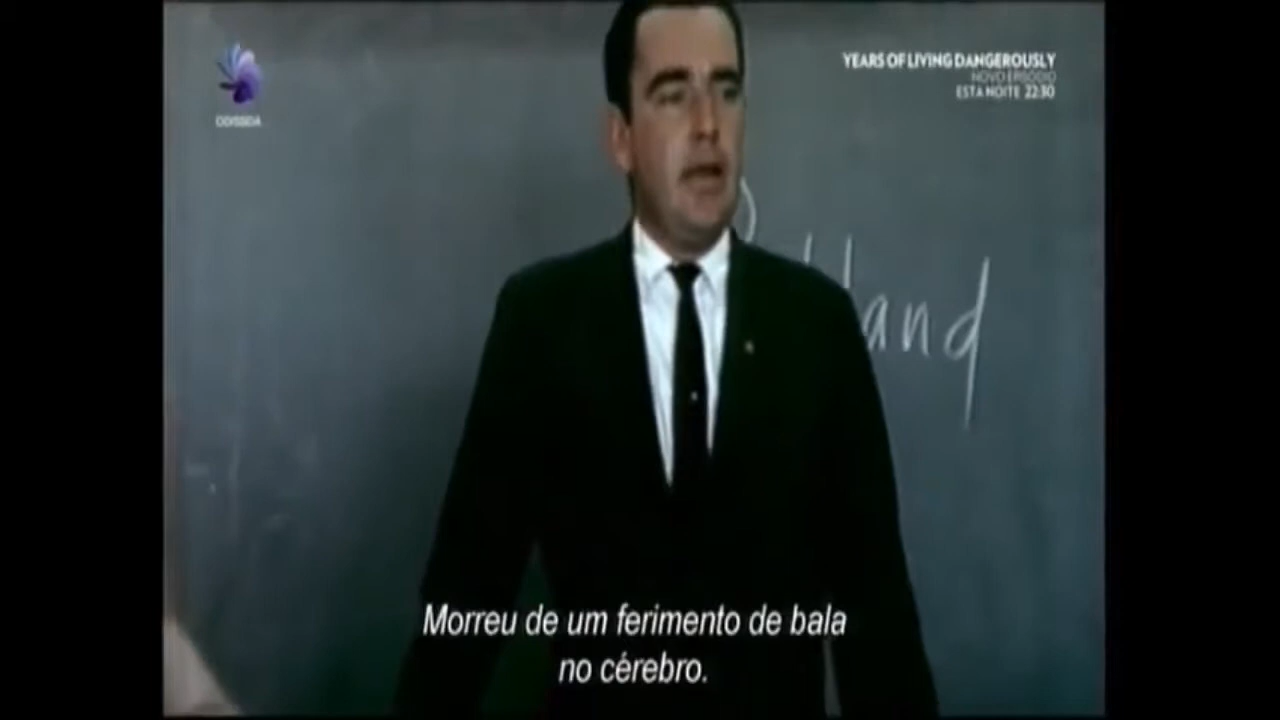 YEARS OF LIVING DANGEROUSLY
NOVO EPISÓDIO
ESTA NOITE 22:30
ODISSEIA
and
Morreu de um ferimento de bala
no cérebro.